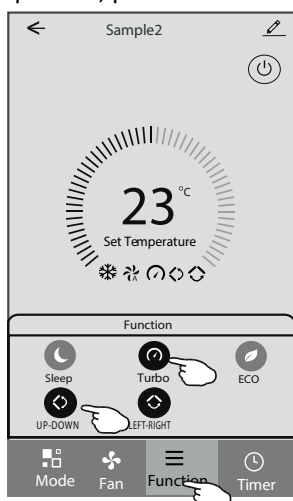 Sample2
23°C
Set Temperature
A
Function
Sleep Turbo ECO
UP-DOWN LEFT-RIGHT
Mode Fan Function Timer